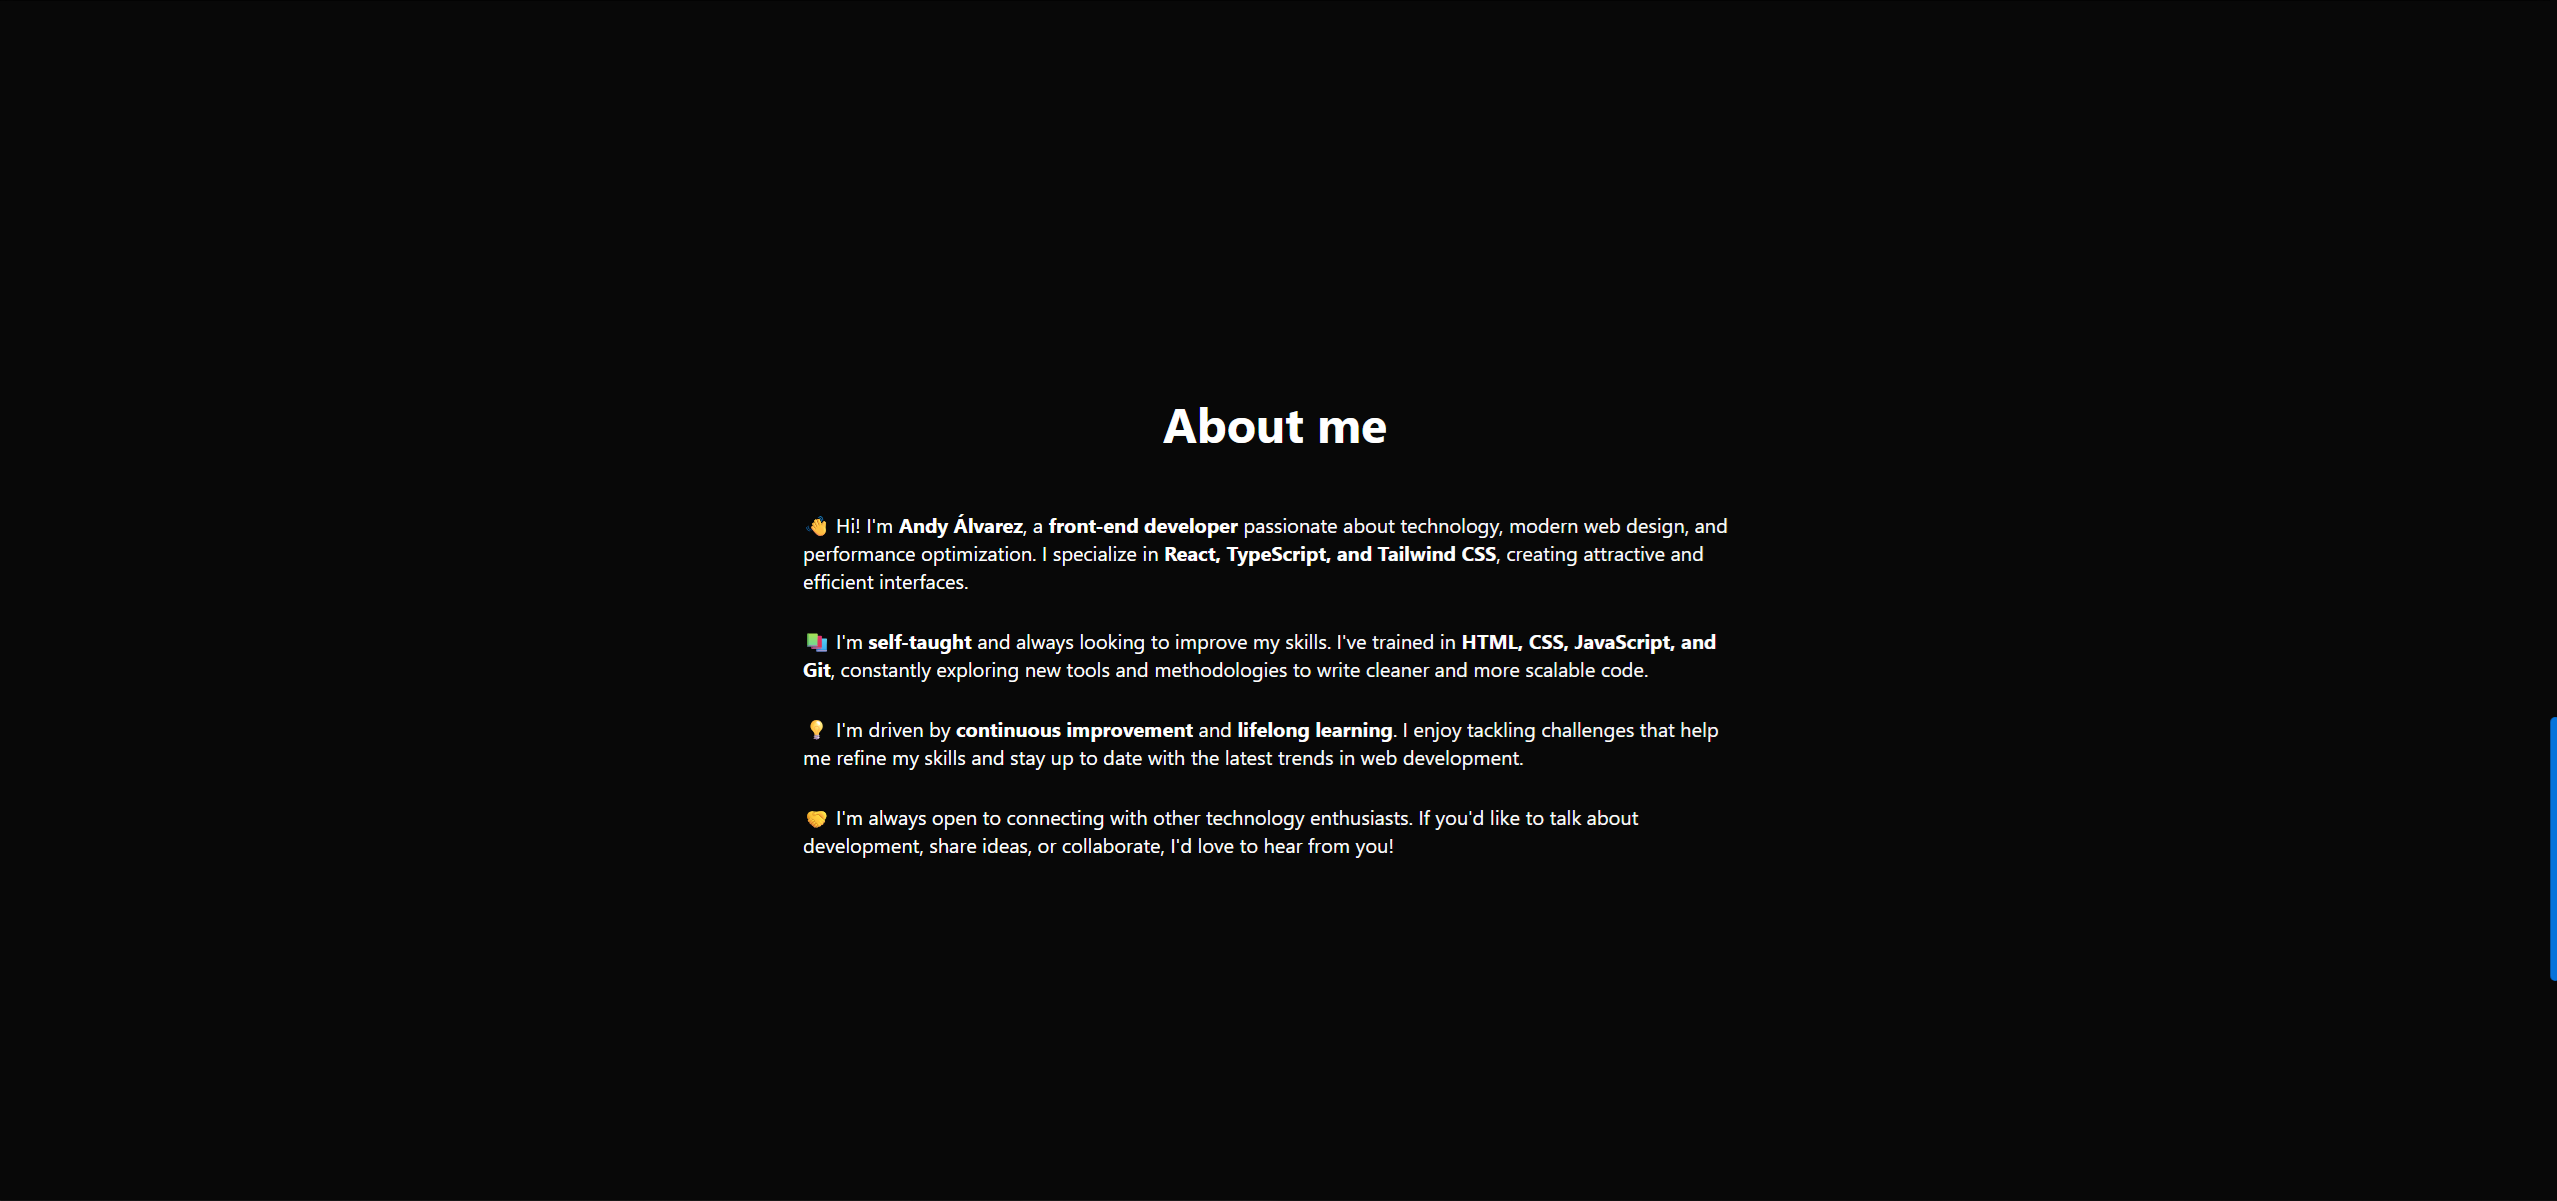 About me
👋 Hi! I'm Andy Álvarez, a front-end developer passionate about technology, modern web design, and
performance optimization. I specialize in React, TypeScript, and Tailwind CSS, creating attractive and
efficient interfaces.
📚 I'm self-taught and always looking to improve my skills. I've trained in HTML, CSS, JavaScript, and
Git, constantly exploring new tools and methodologies to write cleaner and more scalable code.
💡 I'm driven by continuous improvement and lifelong learning. I enjoy tackling challenges that help
me refine my skills and stay up to date with the latest trends in web development.
🤝 I'm always open to connecting with other technology enthusiasts. If you'd like to talk about
development, share ideas, or collaborate, I'd love to hear from you!